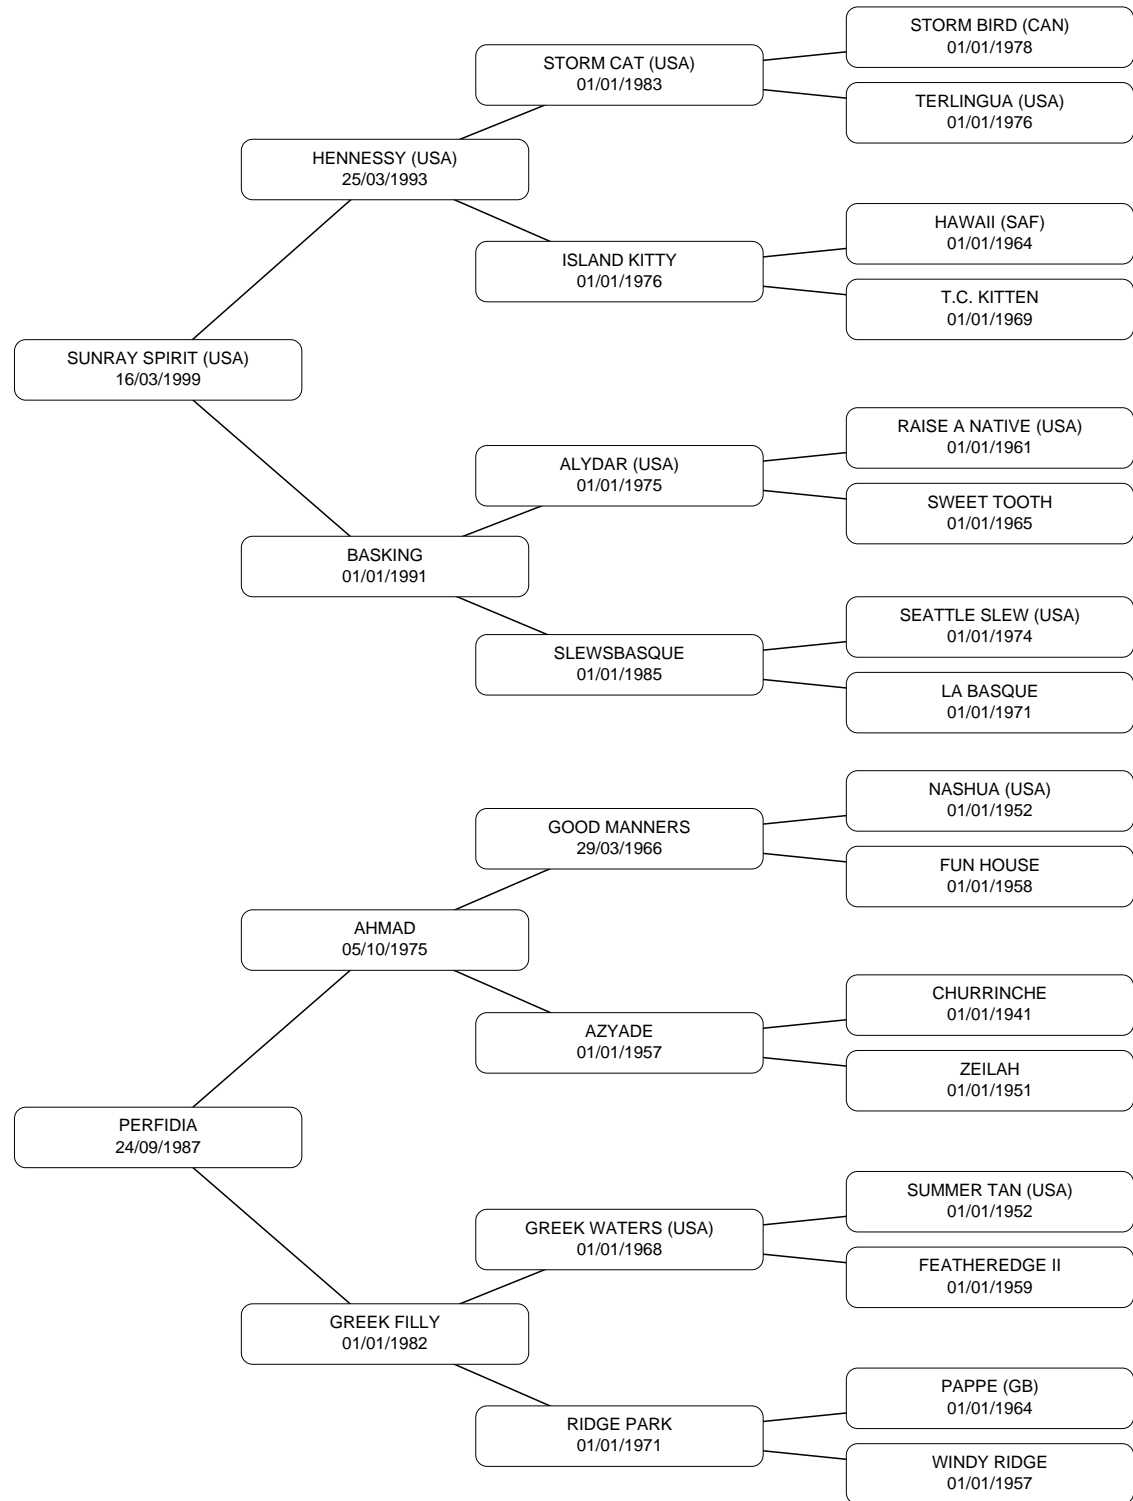 STORM BIRD (CAN)
01/01/1978
STORM CAT (USA)
01/01/1983
TERLINGUA (USA)
01/01/1976
HENNESSY (USA)
25/03/1993
HAWAII (SAF)
01/01/1964
ISLAND KITTY
01/01/1976
T.C. KITTEN
01/01/1969
SUNRAY SPIRIT (USA)
16/03/1999
RAISE A NATIVE (USA)
01/01/1961
ALYDAR (USA)
01/01/1975
SWEET TOOTH
01/01/1965
BASKING
01/01/1991
SEATTLE SLEW (USA)
01/01/1974
SLEWSBASQUE
01/01/1985
LA BASQUE
01/01/1971
NASHUA (USA)
01/01/1952
GOOD MANNERS
29/03/1966
FUN HOUSE
01/01/1958
AHMAD
05/10/1975
CHURRINCHE
01/01/1941
AZYADE
01/01/1957
ZEILAH
01/01/1951
PERFIDIA
24/09/1987
SUMMER TAN (USA)
01/01/1952
GREEK WATERS (USA)
01/01/1968
FEATHEREDGE II
01/01/1959
GREEK FILLY
01/01/1982
PAPPE (GB)
01/01/1964
RIDGE PARK
01/01/1971
WINDY RIDGE
01/01/1957